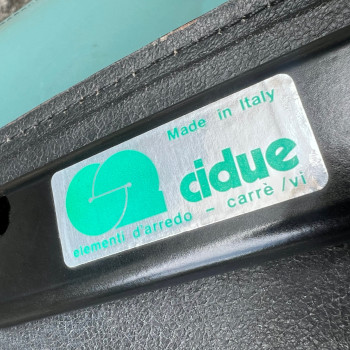 Made in Italy
cidue
elementi d'arredo - carrè /vi